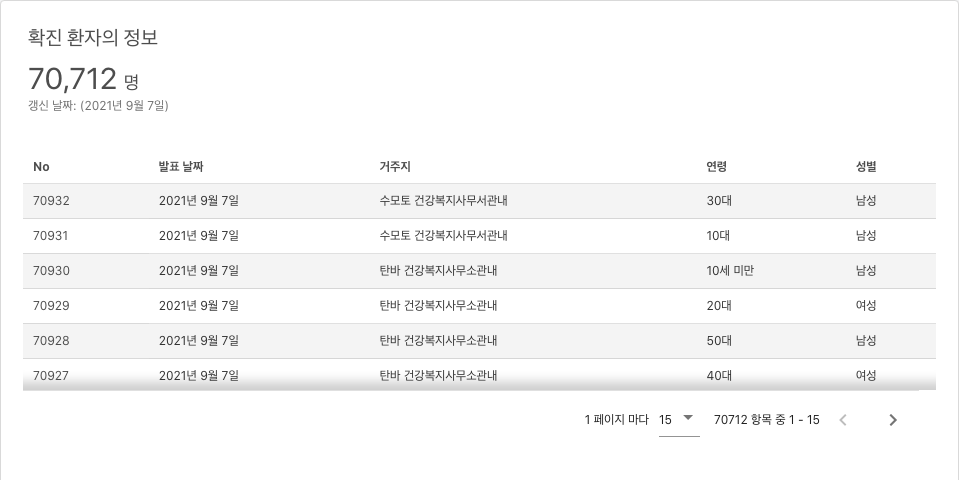 확진 환자의 정보
70,712 명
갱신 날짜: (2021년 9월 7일)
No 발표 날짜 거주지 연령 성별
70932 2021년 9월 7일 수모토 건강복지사무서관내 30대 남성
70931 2021년 9월 7일 수모토 건강복지사무서관내 10대 남성
70930 2021년 9월 7일 탄바 건강복지사무소관내 10세 미만 남성
70929 2021년 9월 7일 탄바 건강복지사무소관내 20대 여성
70928 2021년 9월 7일 탄바 건강복지사무소관내 50대 남성
70927 2021년 9월 7일 탄바 건강복지사무소관내 40대 여성
1 페이지 마다 15 70712 항목 중 1 - 15